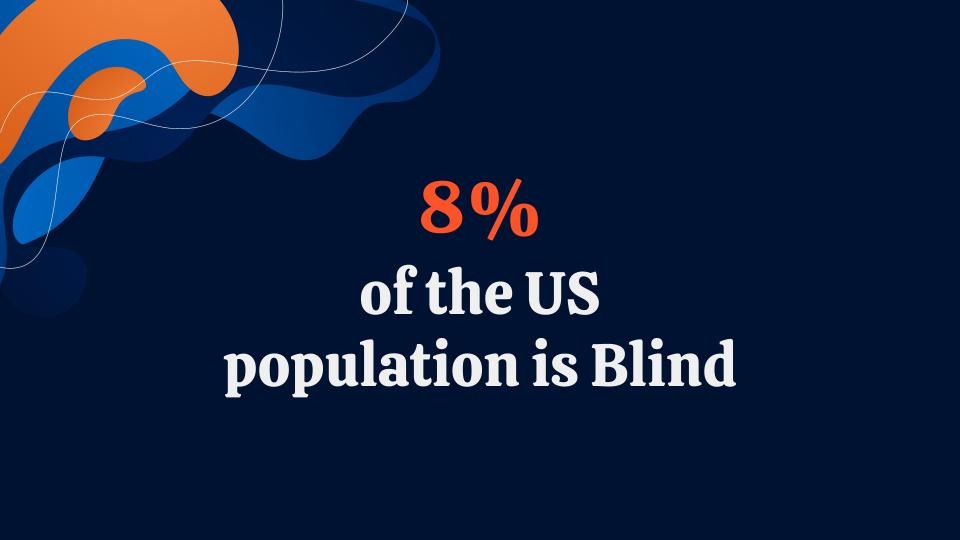 8%
of the US
population is Blind